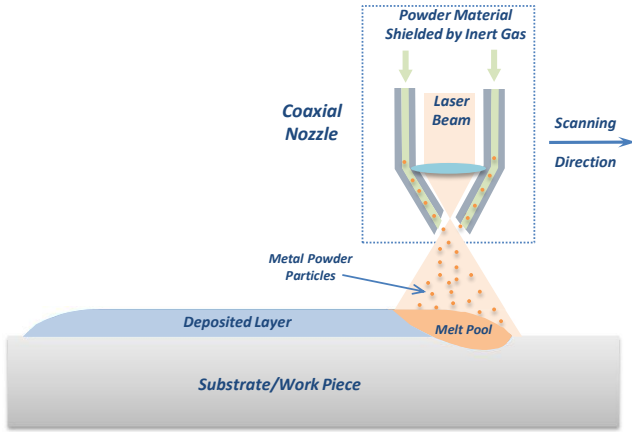 Powder Material
Shielded by Inert Gas
Laser
Beam
Coaxial
Nozzle
Scanning
Direction
Metal Powder
Particles
Deposited Layer
Melt Pool
Substrate/Work Piece